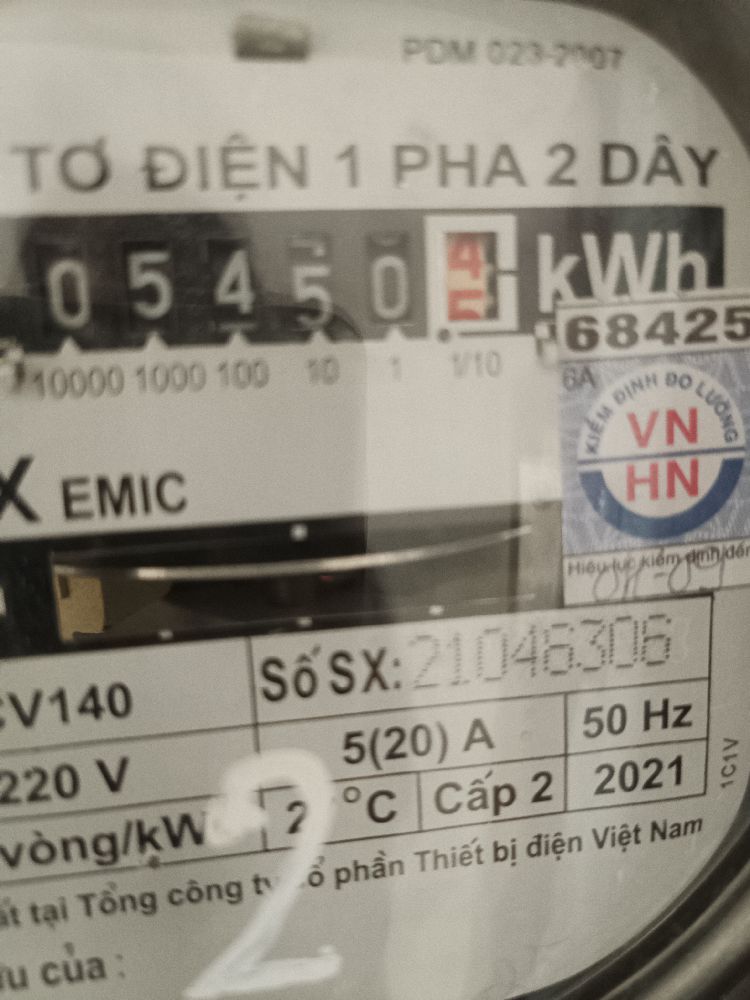 PDM 023-2007
TƠ ĐIỆN 1 PHA 2 DÂY
0 5 4 5 0 kWh
10000 1000 100 10 1 1/10
68425
6A
KIỂM ĐỊNH ĐO LƯỜNG
VN
HN
X EMIC
Hiệu lực kiểm định đến
Số SX: 21046306
CV140
5(20) A
50 Hz
220 V
vòng/kW
2 °C
Cấp 2
2021
1C1V
ất tại Tổng công ty cổ phần Thiết bị điện Việt Nam
2
ữu của :